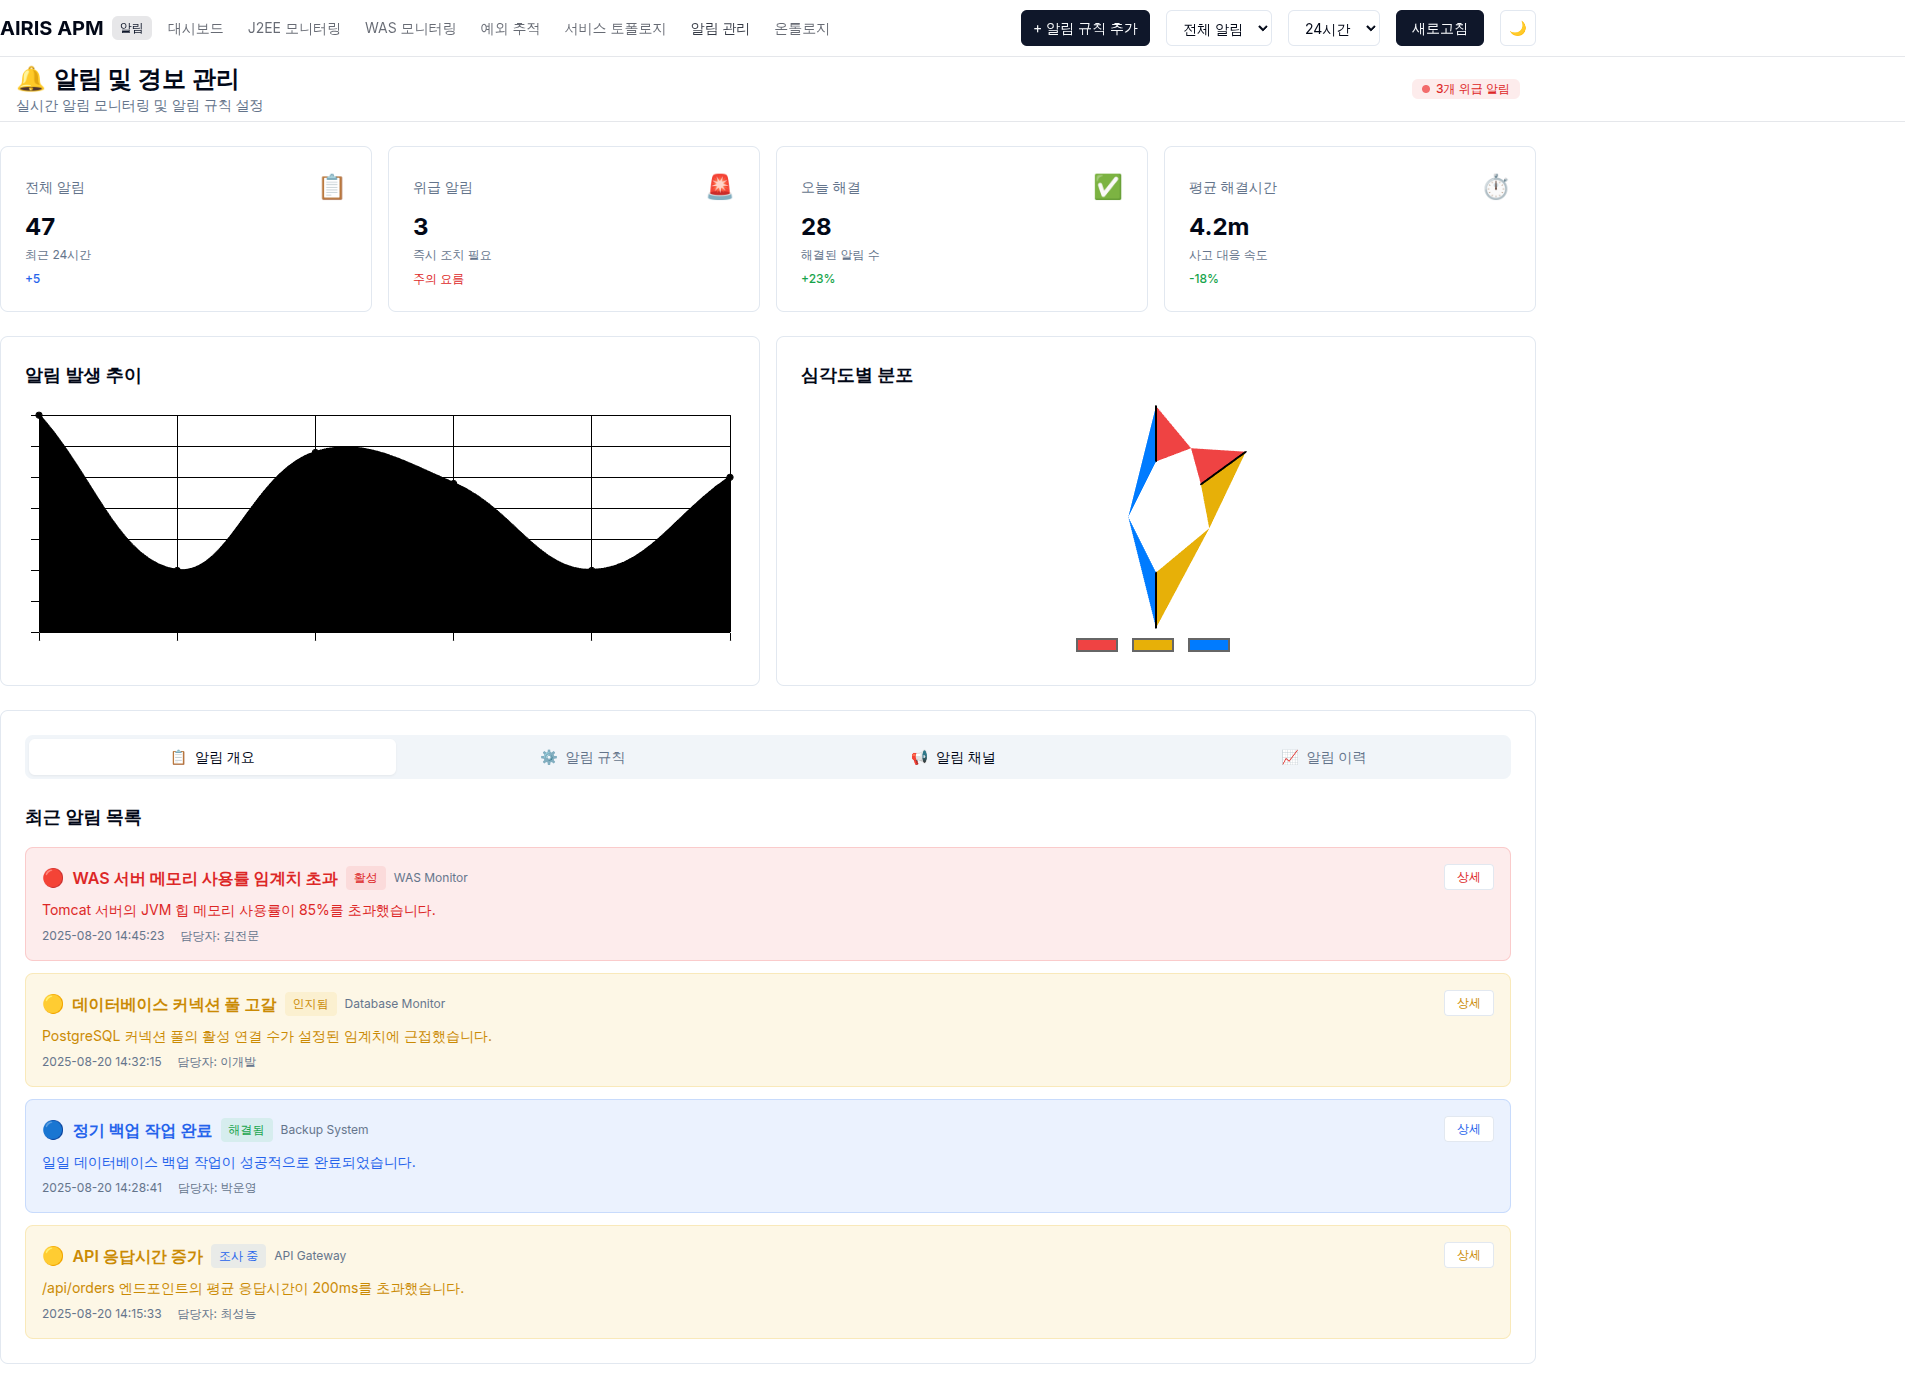 AIRIS APM 알림 대시보드 J2EE 모니터링 WAS 모니터링 예외 추적 서비스 토폴로지 알림 관리 온톨로지 + 알림 규칙 추가 전체 알림 24시간 새로고침
🔔 알림 및 경보 관리
실시간 알림 모니터링 및 알림 규칙 설정
3개 위급 알림
전체 알림
47
최근 24시간
+5
위급 알림
3
즉시 조치 필요
주의 요름
오늘 해결
28
해결된 알림 수
+23%
평균 해결시간
4.2m
사고 대응 속도
-18%
알림 발생 추이
심각도별 분포
알림 개요 알림 규칙 알림 채널 알림 이력
최근 알림 목록
WAS 서버 메모리 사용률 임계치 초과 활성 WAS Monitor 상세
Tomcat 서버의 JVM 힙 메모리 사용률이 85%를 초과했습니다.
2025-08-20 14:45:23 담당자: 김전문
데이터베이스 커넥션 풀 고갈 인지됨 Database Monitor 상세
PostgreSQL 커넥션 풀의 활성 연결 수가 설정된 임계치에 근접했습니다.
2025-08-20 14:32:15 담당자: 이개발
정기 백업 작업 완료 해결됨 Backup System 상세
일일 데이터베이스 백업 작업이 성공적으로 완료되었습니다.
2025-08-20 14:28:41 담당자: 박운영
API 응답시간 증가 조사 중 API Gateway 상세
/api/orders 엔드포인트의 평균 응답시간이 200ms를 초과했습니다.
2025-08-20 14:15:33 담당자: 최성능